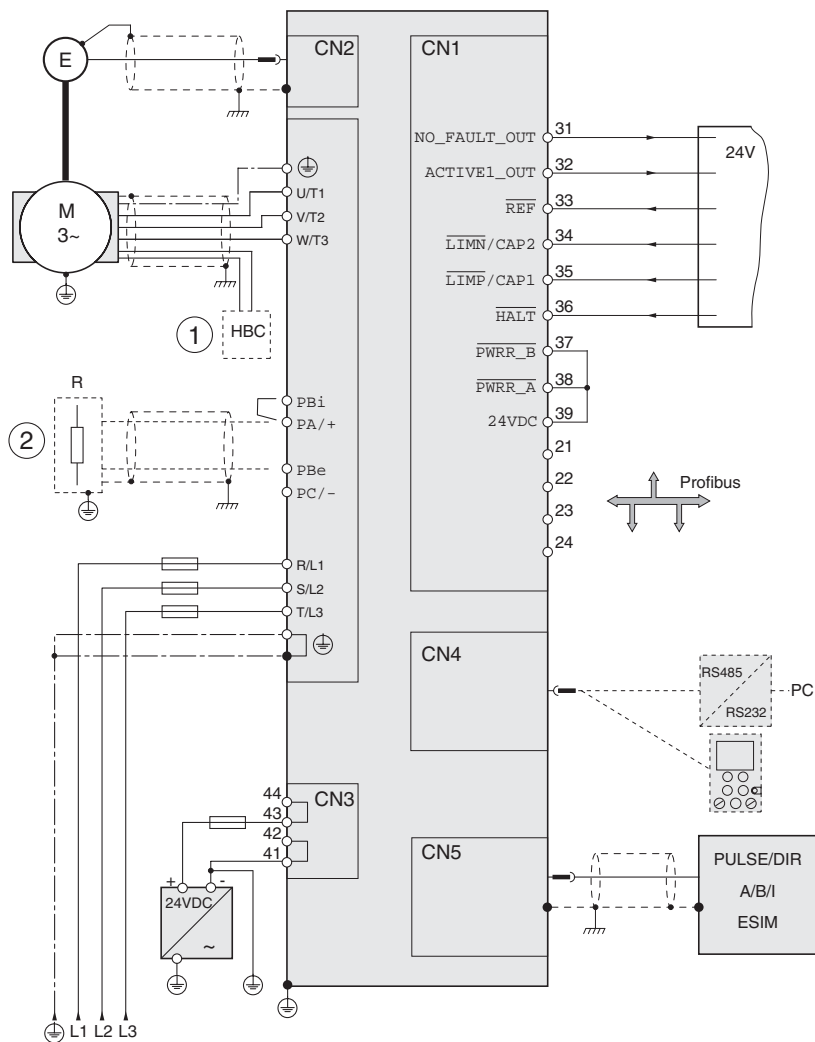 E
CN2
CN1
NO_FAULT_OUT 31
ACTIVE1_OUT 32
REF 33
LIMN/CAP2 34
LIMP/CAP1 35
HALT 36
PWRR_B 37
PWRR_A 38
24VDC 39
21
22
23
24
24V
Profibus
U/T1
V/T2
W/T3
M
3~
1
HBC
R
2
PBi
PA/+
PBe
PC/-
R/L1
S/L2
T/L3
CN4
RS485
RS232
PC
CN3
44
43
42
41
+ -
24VDC
~
CN5
PULSE/DIR
A/B/I
ESIM
L1 L2 L3